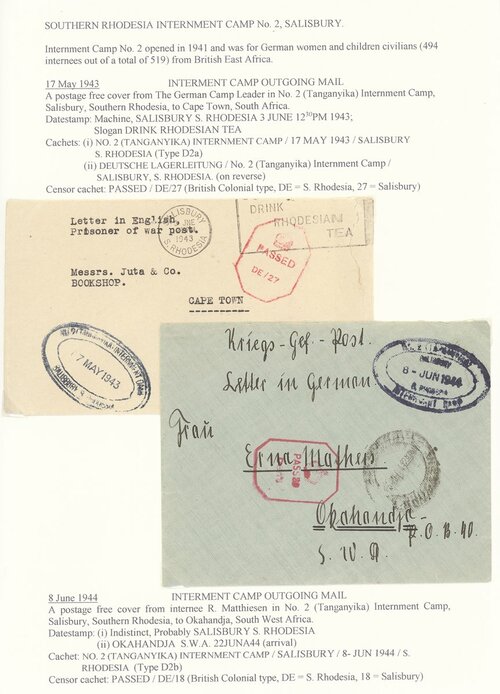 SOUTHERN RHODESIA INTERNMENT CAMP No. 2, SALISBURY.
Internment Camp No. 2 opened in 1941 and was for German women and children civilians (494
internees out of a total of 519) from British East Africa.
17 May 1943 INTERMENT CAMP OUTGOING MAIL
A postage free cover from The German Camp Leader in No. 2 (Tanganyika) Internment Camp,
Salisbury, Southern Rhodesia, to Cape Town, South Africa.
Datestamp: Machine, SALISBURY S. RHODESIA 3 JUNE 12³⁰PM 1943;
Slogan DRINK RHODESIAN TEA
Cachets: (i) NO. 2 (TANGANYIKA) INTERNMENT CAMP / 17 MAY 1943 / SALISBURY
S. RHODESIA (Type D2a)
(ii) DEUTSCHE LAGERLEITUNG / No. 2 (Tanganyika) Internment Camp /
SALISBURY, S. RHODESIA. (on reverse)
Censor cachet: PASSED / DE/27 (British Colonial type, DE = S. Rhodesia, 27 = Salisbury)
Letter in English,
Prisoner of war post.
SALISBURY
JUNE
1943
S. RHODESIA
DRINK
RHODESIAN
TEA
PASSED
DE/27
Messrs. Juta & Co.
BOOKSHOP.
CAPE TOWN
17 MAY 1943
Kriegs-Gef.-Post.
Letter in German
No. 2 (TANGANYIKA)
SALISBURY
8 - JUN 1944
S. RHODESIA
INTERNMENT CAMP
Frau
Erna Mathers
PASSED
Okahandja
P.O.B. 40.
S. W. A.
8 June 1944 INTERMENT CAMP OUTGOING MAIL
A postage free cover from internee R. Matthiesen in No. 2 (Tanganyika) Internment Camp,
Salisbury, Southern Rhodesia, to Okahandja, South West Africa.
Datestamp: (i) Indistinct, Probably SALISBURY S. RHODESIA
(ii) OKAHANDJA S.W.A. 22JUNA44 (arrival)
Cachet: NO. 2 (TANGANYIKA) INTERNMENT CAMP / SALISBURY / 8- JUN 1944 / S.
RHODESIA (Type D2b)
Censor cachet: PASSED / DE/18 (British Colonial type, DE = S. Rhodesia, 18 = Salisbury)